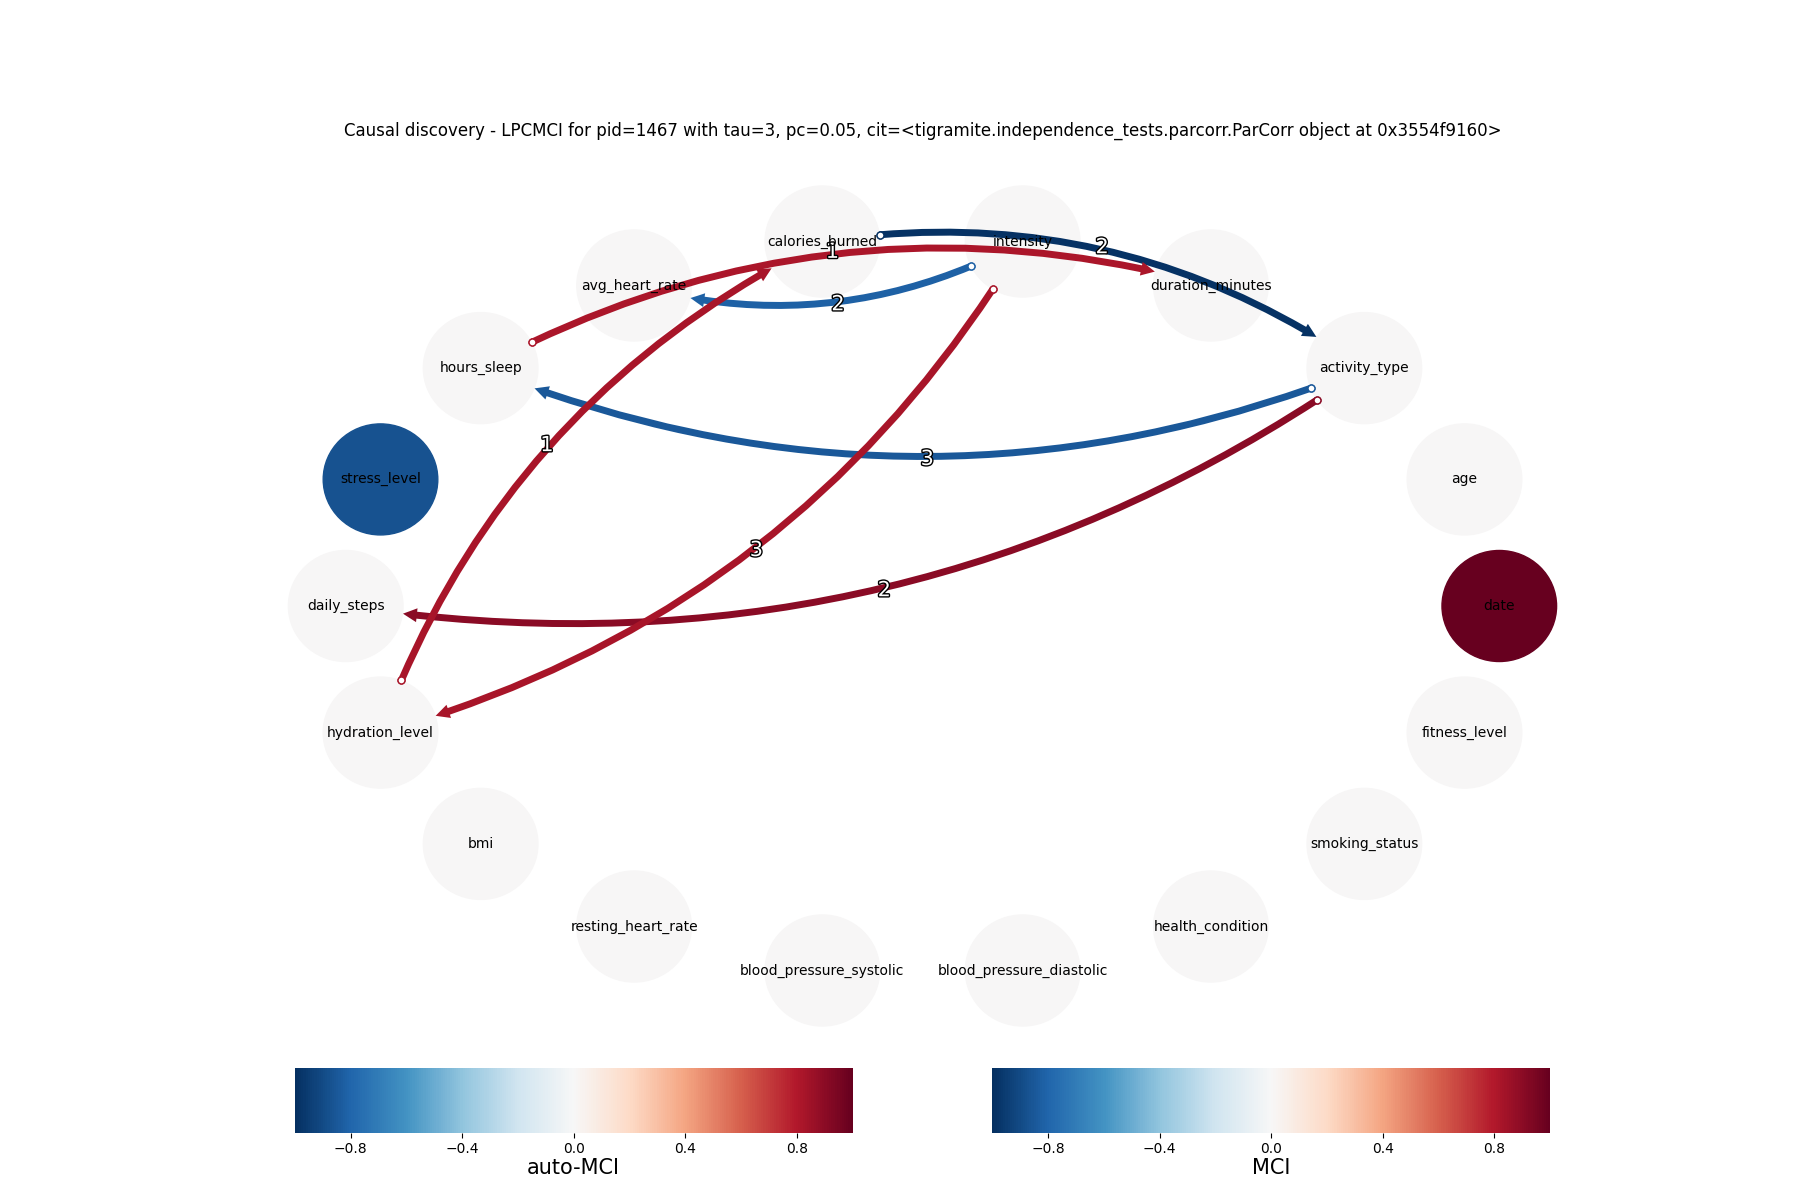 Causal discovery - LPCMCI for pid=1467 with tau=3, pc=0.05, cit=<tigramite.independence_tests.parcorr.ParCorr object at 0x3554f9160>
calories_burned
intensity
2
1
avg_heart_rate
duration_minutes
2
hours_sleep
activity_type
1
3
stress_level
age
3
2
daily_steps
date
hydration_level
fitness_level
bmi
smoking_status
resting_heart_rate
health_condition
blood_pressure_systolic
blood_pressure_diastolic
−0.8 −0.4 0.0 0.4 0.8
auto-MCI
−0.8 −0.4 0.0 0.4 0.8
MCI